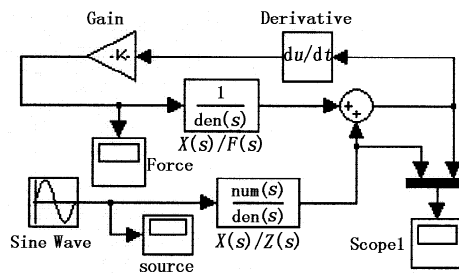 Gain
Derivative
-K-
du/dt
1
den(s)
X(s)/F(s)
+
+
Force
num(s)
den(s)
X(s)/Z(s)
Sine Wave
source
Scope1